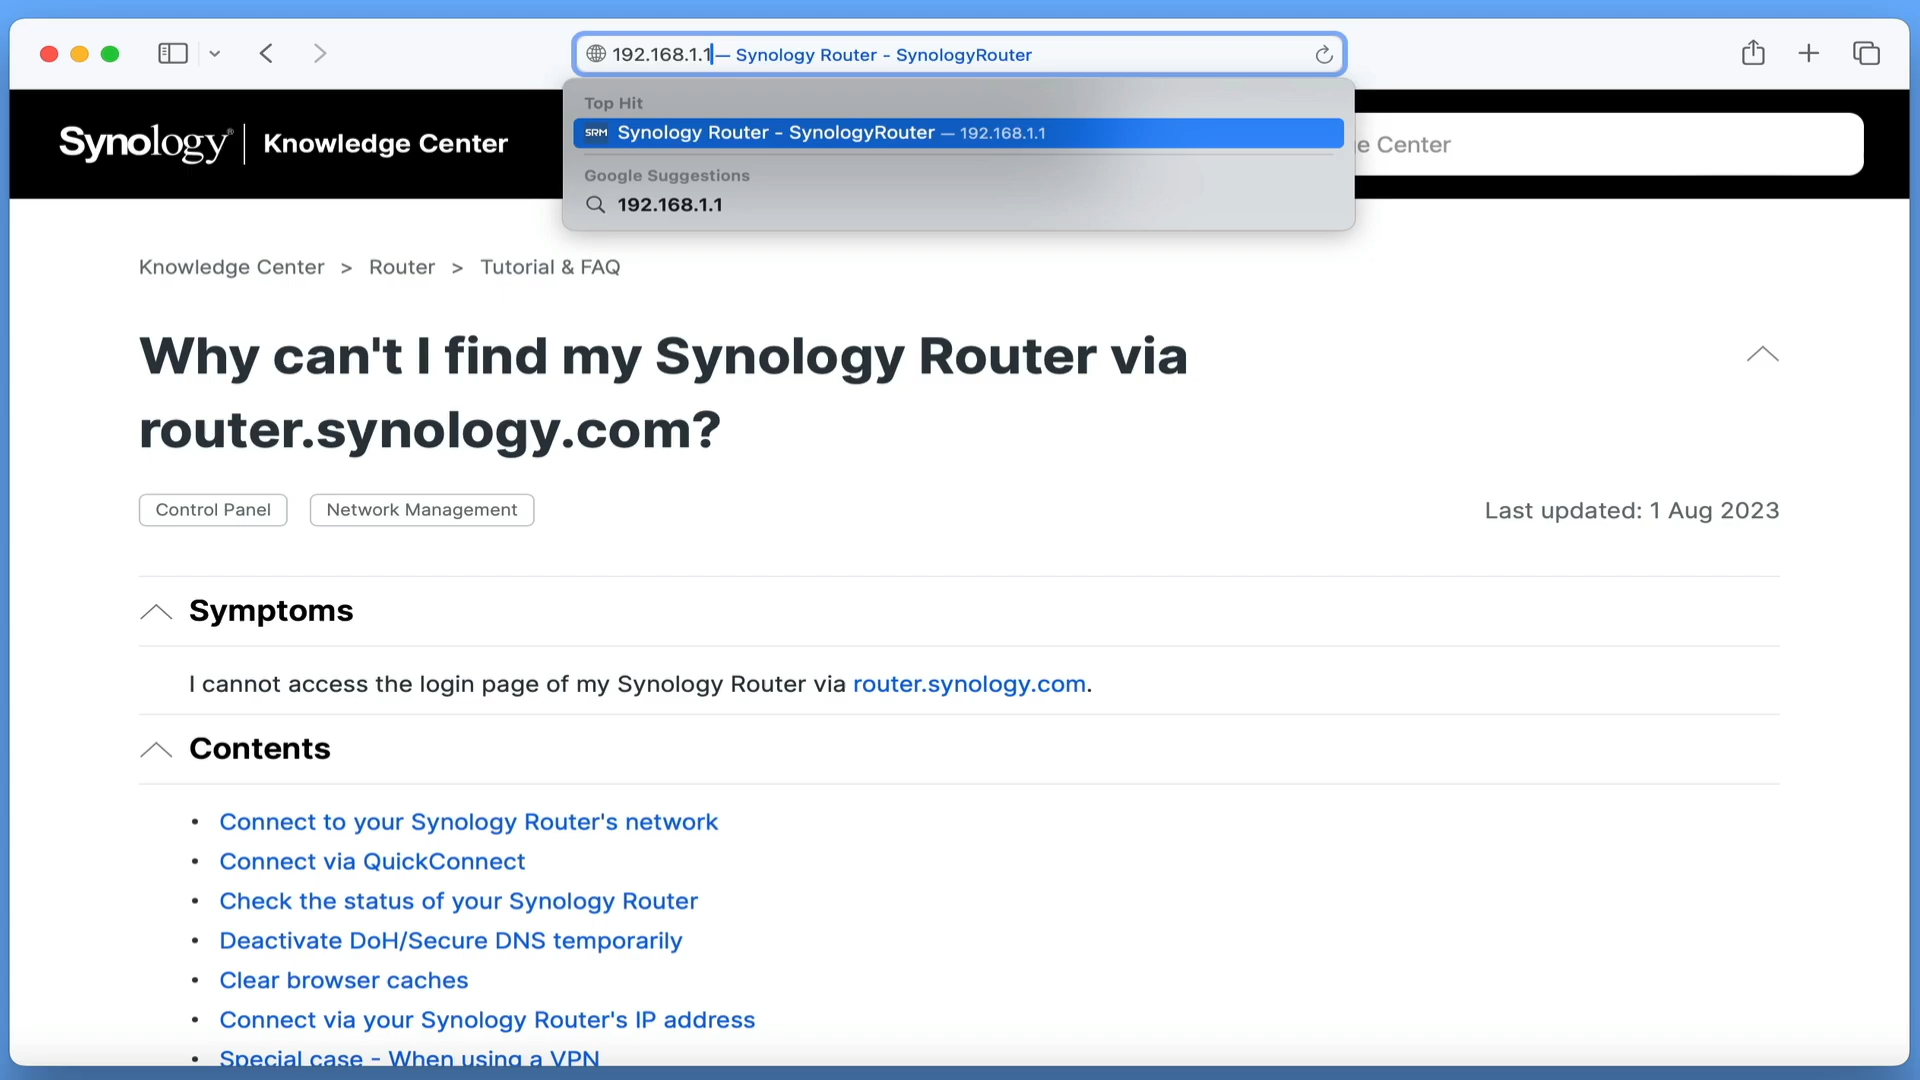 192.168.1.1 — Synology Router - SynologyRouter
Top Hit
SRM Synology Router - SynologyRouter — 192.168.1.1
Google Suggestions
192.168.1.1
Synology® Knowledge Center
e Center
Knowledge Center > Router > Tutorial & FAQ
Why can't I find my Synology Router via
router.synology.com?
Control Panel Network Management
Last updated: 1 Aug 2023
Symptoms
I cannot access the login page of my Synology Router via router.synology.com.
Contents
• Connect to your Synology Router's network
• Connect via QuickConnect
• Check the status of your Synology Router
• Deactivate DoH/Secure DNS temporarily
• Clear browser caches
• Connect via your Synology Router's IP address
• Special case - When using a VPN